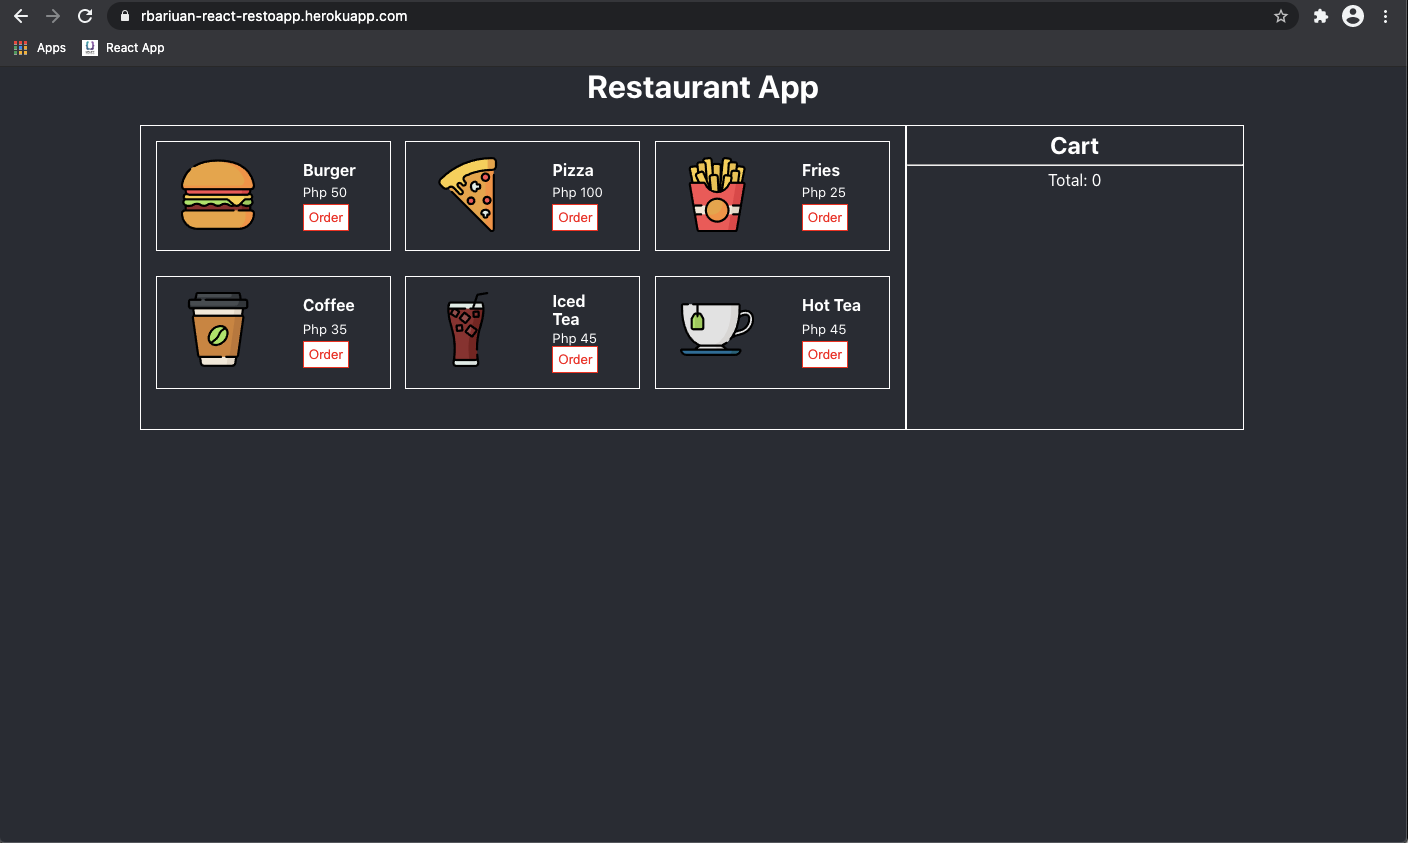 rbariuan-react-restoapp.herokuapp.com
Apps
React App
Restaurant App
Burger
Php 50
Order
Pizza
Php 100
Order
Fries
Php 25
Order
Coffee
Php 35
Order
Iced
Tea
Php 45
Order
Hot Tea
Php 45
Order
Cart
Total: 0